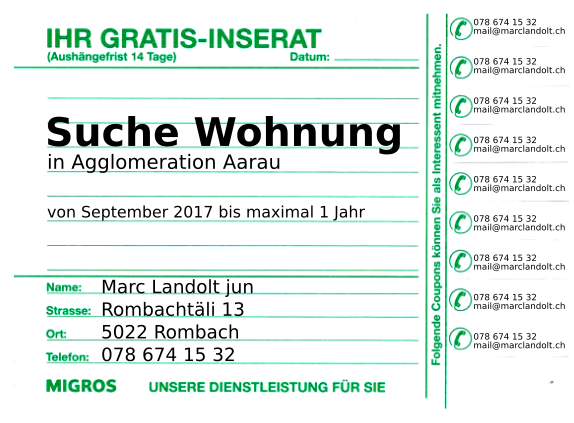 IHR GRATIS-INSERAT
(Aushängefrist 14 Tage) Datum:
Suche Wohnung
in Agglomeration Aarau
von September 2017 bis maximal 1 Jahr
Name: Marc Landolt jun
Strasse: Rombachtäli 13
Ort: 5022 Rombach
Telefon: 078 674 15 32
MIGROS UNSERE DIENSTLEISTUNG FÜR SIE
Folgende Coupons können Sie als Interessent mitnehmen.
078 674 15 32
mail@marclandolt.ch
078 674 15 32
mail@marclandolt.ch
078 674 15 32
mail@marclandolt.ch
078 674 15 32
mail@marclandolt.ch
078 674 15 32
mail@marclandolt.ch
078 674 15 32
mail@marclandolt.ch
078 674 15 32
mail@marclandolt.ch
078 674 15 32
mail@marclandolt.ch
078 674 15 32
mail@marclandolt.ch